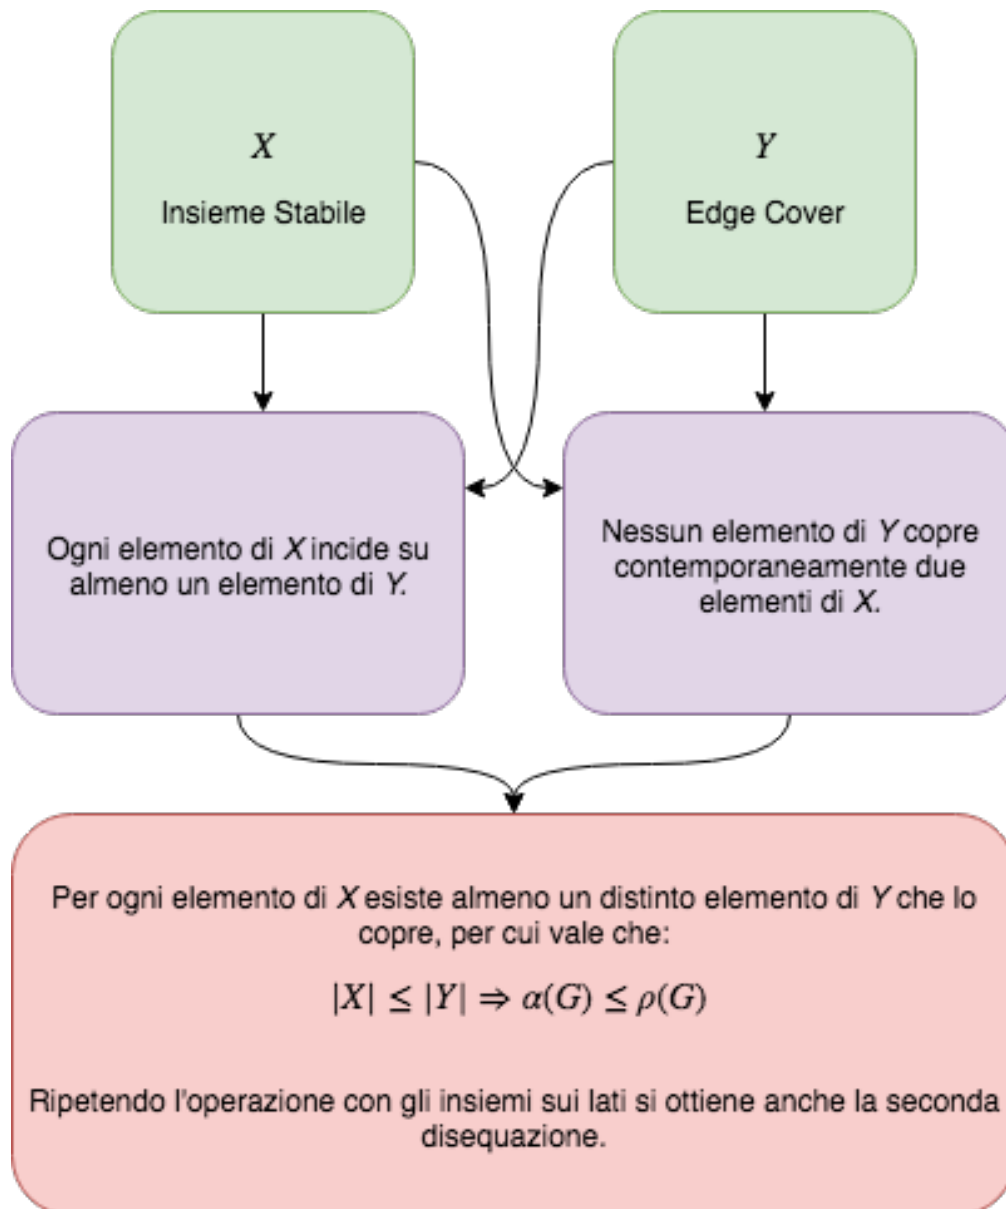 X
Insieme Stabile
Y
Edge Cover
Ogni elemento di X incide su
almeno un elemento di Y.
Nessun elemento di Y copre
contemporaneamente due
elementi di X.
Per ogni elemento di X esiste almeno un distinto elemento di Y che lo
copre, per cui vale che:
|X| ≤ |Y| ⇒ α(G) ≤ ρ(G)
Ripetendo l'operazione con gli insiemi sui lati si ottiene anche la seconda
disequazione.